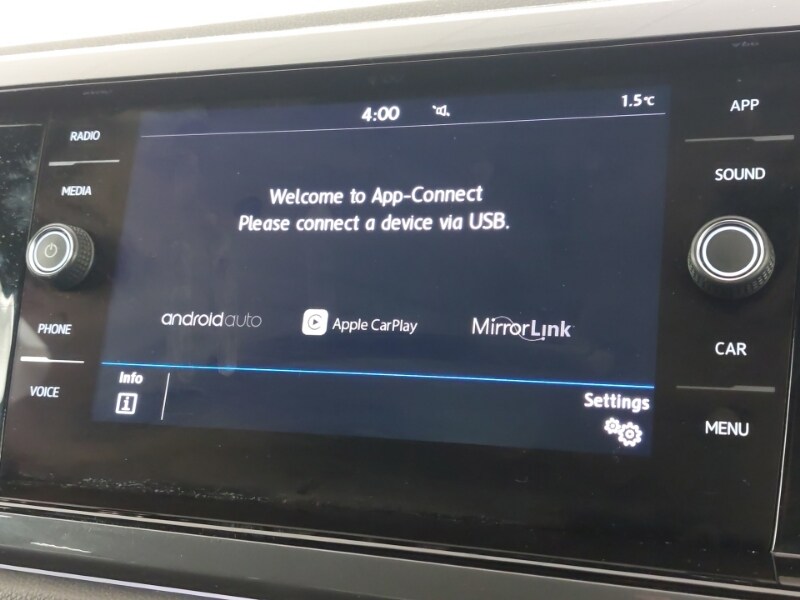 4:00
1.5°C
RADIO
MEDIA
PHONE
VOICE
Welcome to App-Connect
Please connect a device via USB.
androidauto
Apple CarPlay
MirrorLink
Info
i
Settings
APP
SOUND
CAR
MENU